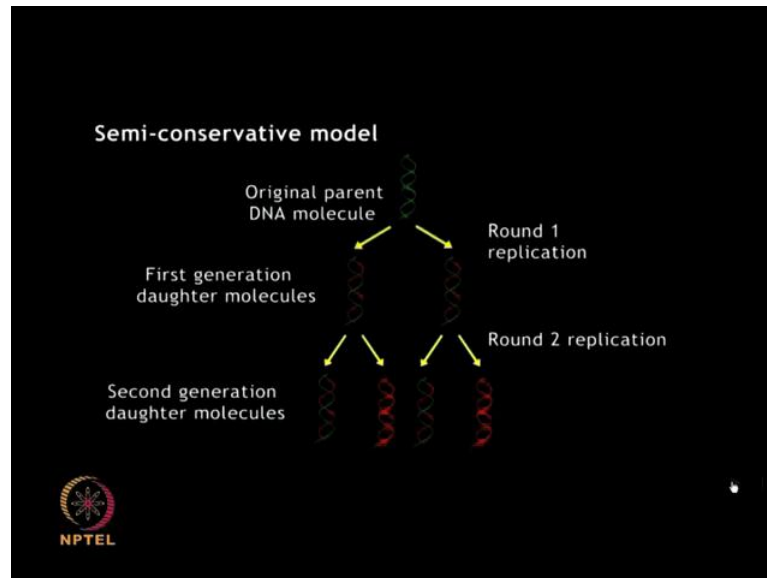 Semi-conservative model
Original parent
DNA molecule
Round 1
replication
First generation
daughter molecules
Round 2 replication
Second generation
daughter molecules
NPTEL